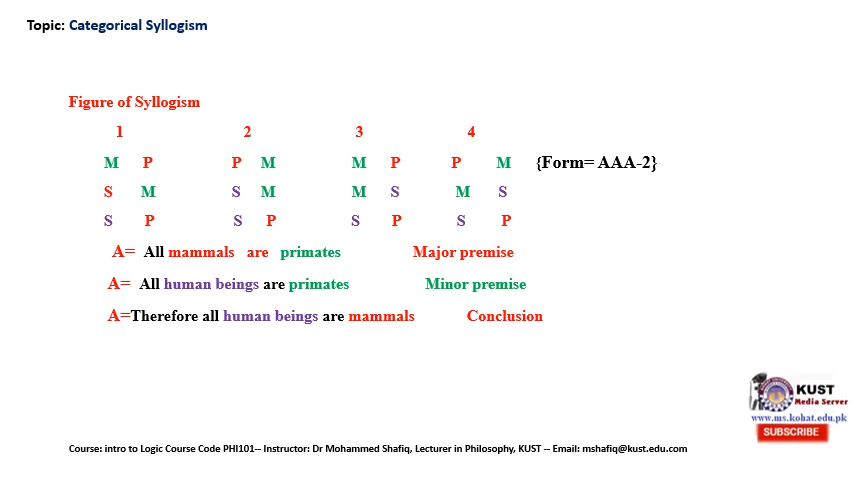 Topic: Categorical Syllogism
Figure of Syllogism
1 2 3 4
M P P M M P P M {Form= AAA-2}
S M S M M S M S
S P S P S P S P
A= All mammals are primates Major premise
A= All human beings are primates Minor premise
A=Therefore all human beings are mammals Conclusion
KUST
Media Server
www.ms.kohat.edu.pk
SUBSCRIBE
Course: intro to Logic Course Code PHI101-- Instructor: Dr Mohammed Shafiq, Lecturer in Philosophy, KUST -- Email: mshafiq@kust.edu.com